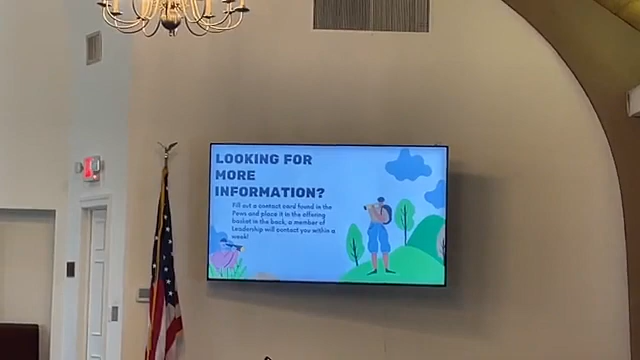 LOOKING FOR
MORE
INFORMATION?
Fill out a contact card found in the
Pews and place it in the offering
basket in the back, a member of
Leadership will contact you within a
week!